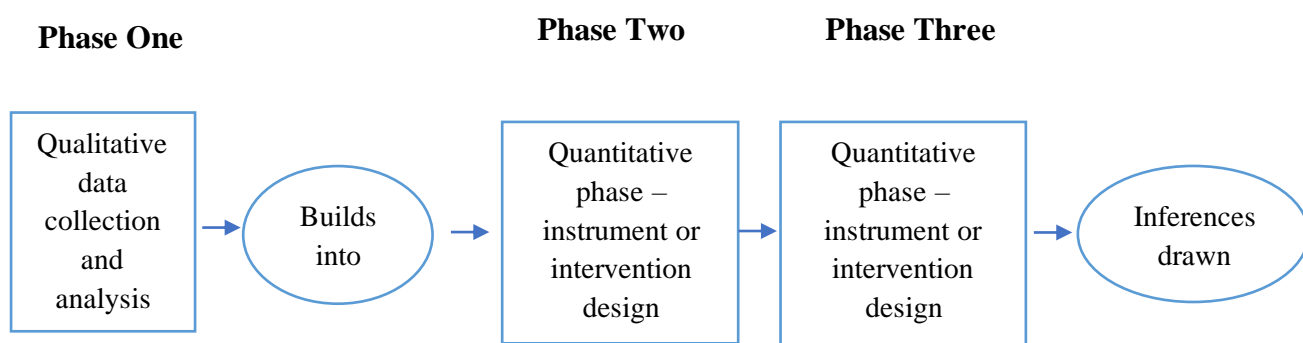 Phase One
Phase Two
Phase Three
Qualitative
data
collection
and
analysis
Builds
into
Quantitative
phase –
instrument or
intervention
design
Quantitative
phase –
instrument or
intervention
design
Inferences
drawn